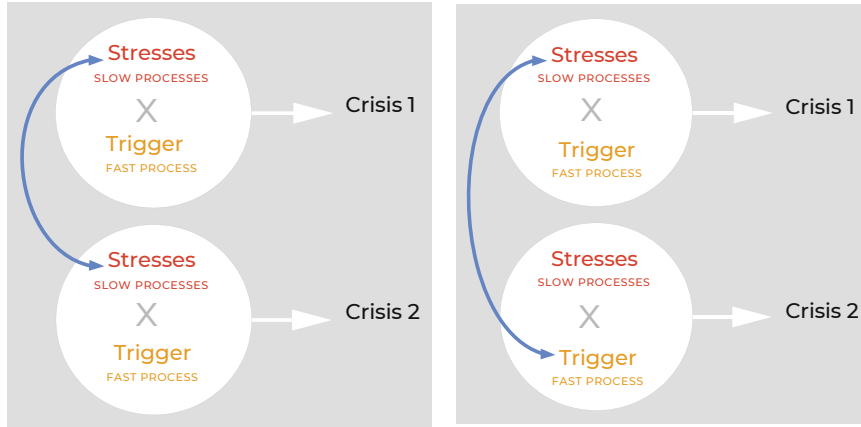 Stresses
SLOW PROCESSES
X
Trigger
FAST PROCESS
Crisis 1
Stresses
SLOW PROCESSES
X
Trigger
FAST PROCESS
Crisis 2
Stresses
SLOW PROCESSES
X
Trigger
FAST PROCESS
Crisis 1
Stresses
SLOW PROCESSES
X
Trigger
FAST PROCESS
Crisis 2